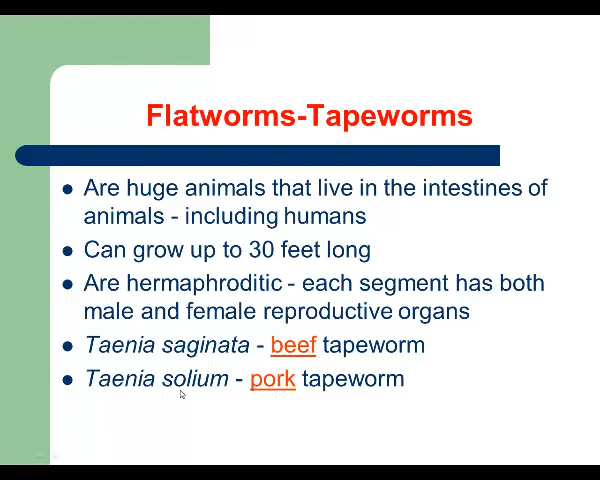 Flatworms-Tapeworms
Are huge animals that live in the intestines of
animals - including humans
Can grow up to 30 feet long
Are hermaphroditic - each segment has both
male and female reproductive organs
Taenia saginata - beef tapeworm
Taenia solium - pork tapeworm